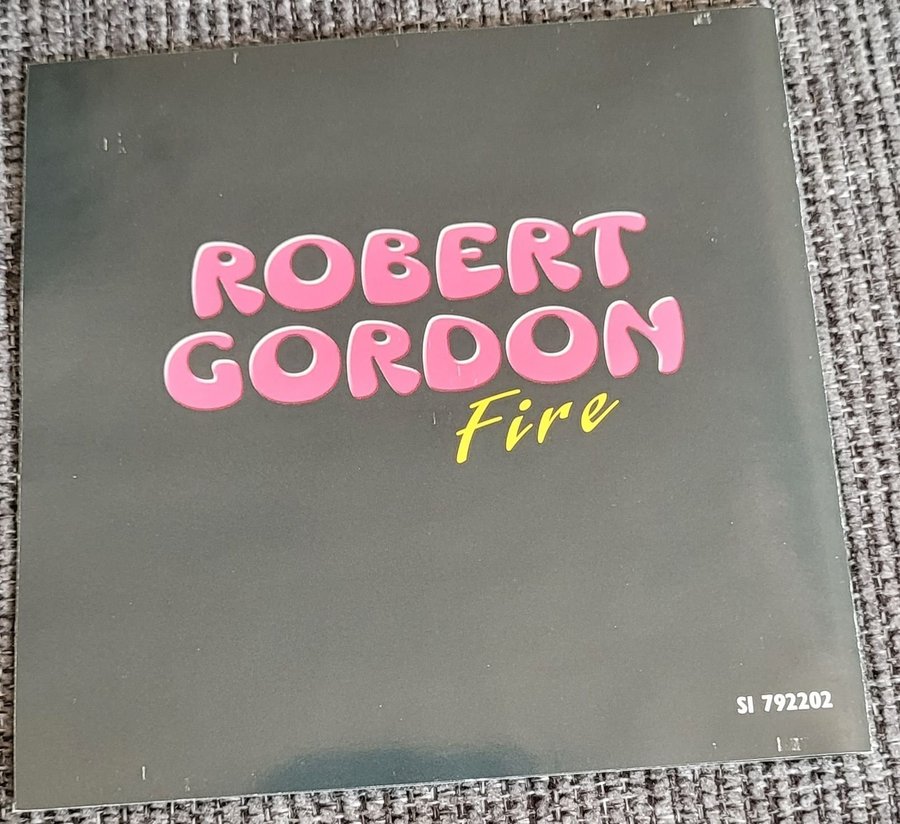 ROBERT
GORDON
Fire
SI 792202